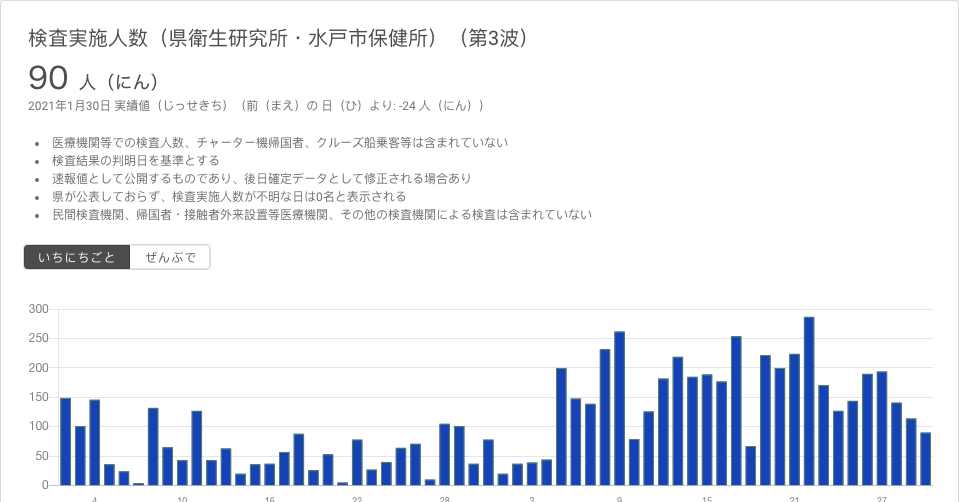 検査実施人数（県衛生研究所・水戸市保健所）（第3波）
90 人（にん）
2021年1月30日 実績値（じっせきち）（前（まえ）の 日（ひ）より: -24 人（にん））
• 医療機関等での検査人数、チャーター機帰国者、クルーズ船乗客等は含まれていない
• 検査結果の判明日を基準とする
• 速報値として公開するものであり、後日確定データとして修正される場合あり
• 県が公表しておらず、検査実施人数が不明な日は0名と表示される
• 民間検査機関、帰国者・接触者外来設置等医療機関、その他の検査機関による検査は含まれていない
いちにちごと ぜんぶで
300
250
200
150
100
50
0
4 10 16 22 28 3 9 15 21 27